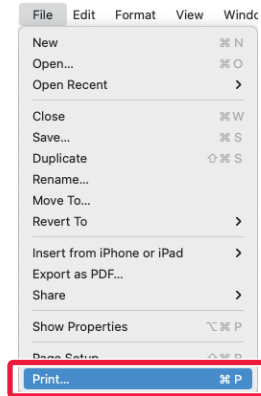 File Edit Format View Windo
New ⌘ N
Open... ⌘ O
Open Recent >
Close ⌘ W
Save... ⌘ S
Duplicate ⇧ ⌘ S
Rename...
Move To...
Revert To >
Insert from iPhone or iPad >
Export as PDF...
Share >
Show Properties ⌥ ⌘ P
Page Setup ⇧ ⌘ P
Print... ⌘ P